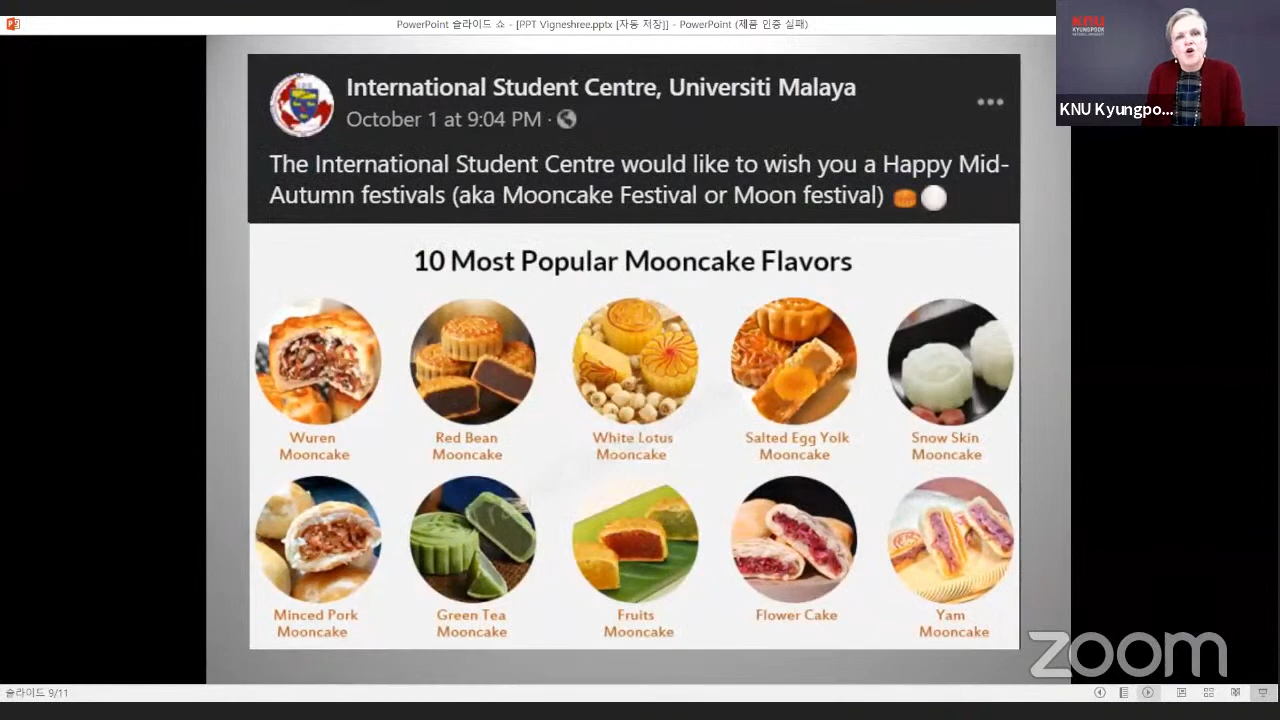 PowerPoint 슬라이드 쇼 - [PPT Vigneshree.pptx [자동 저장]] - PowerPoint (제품 인증 실패)
KNU
KYUNGPOOK
NATIONAL UNIVERSITY
KNU Kyungpo...
International Student Centre, Universiti Malaya
October 1 at 9:04 PM ·
The International Student Centre would like to wish you a Happy Mid-
Autumn festivals (aka Mooncake Festival or Moon festival)
10 Most Popular Mooncake Flavors
Wuren
Mooncake
Red Bean
Mooncake
White Lotus
Mooncake
Salted Egg Yolk
Mooncake
Snow Skin
Mooncake
Minced Pork
Mooncake
Green Tea
Mooncake
Fruits
Mooncake
Flower Cake
Yam
Mooncake
zoom
슬라이드 9/11